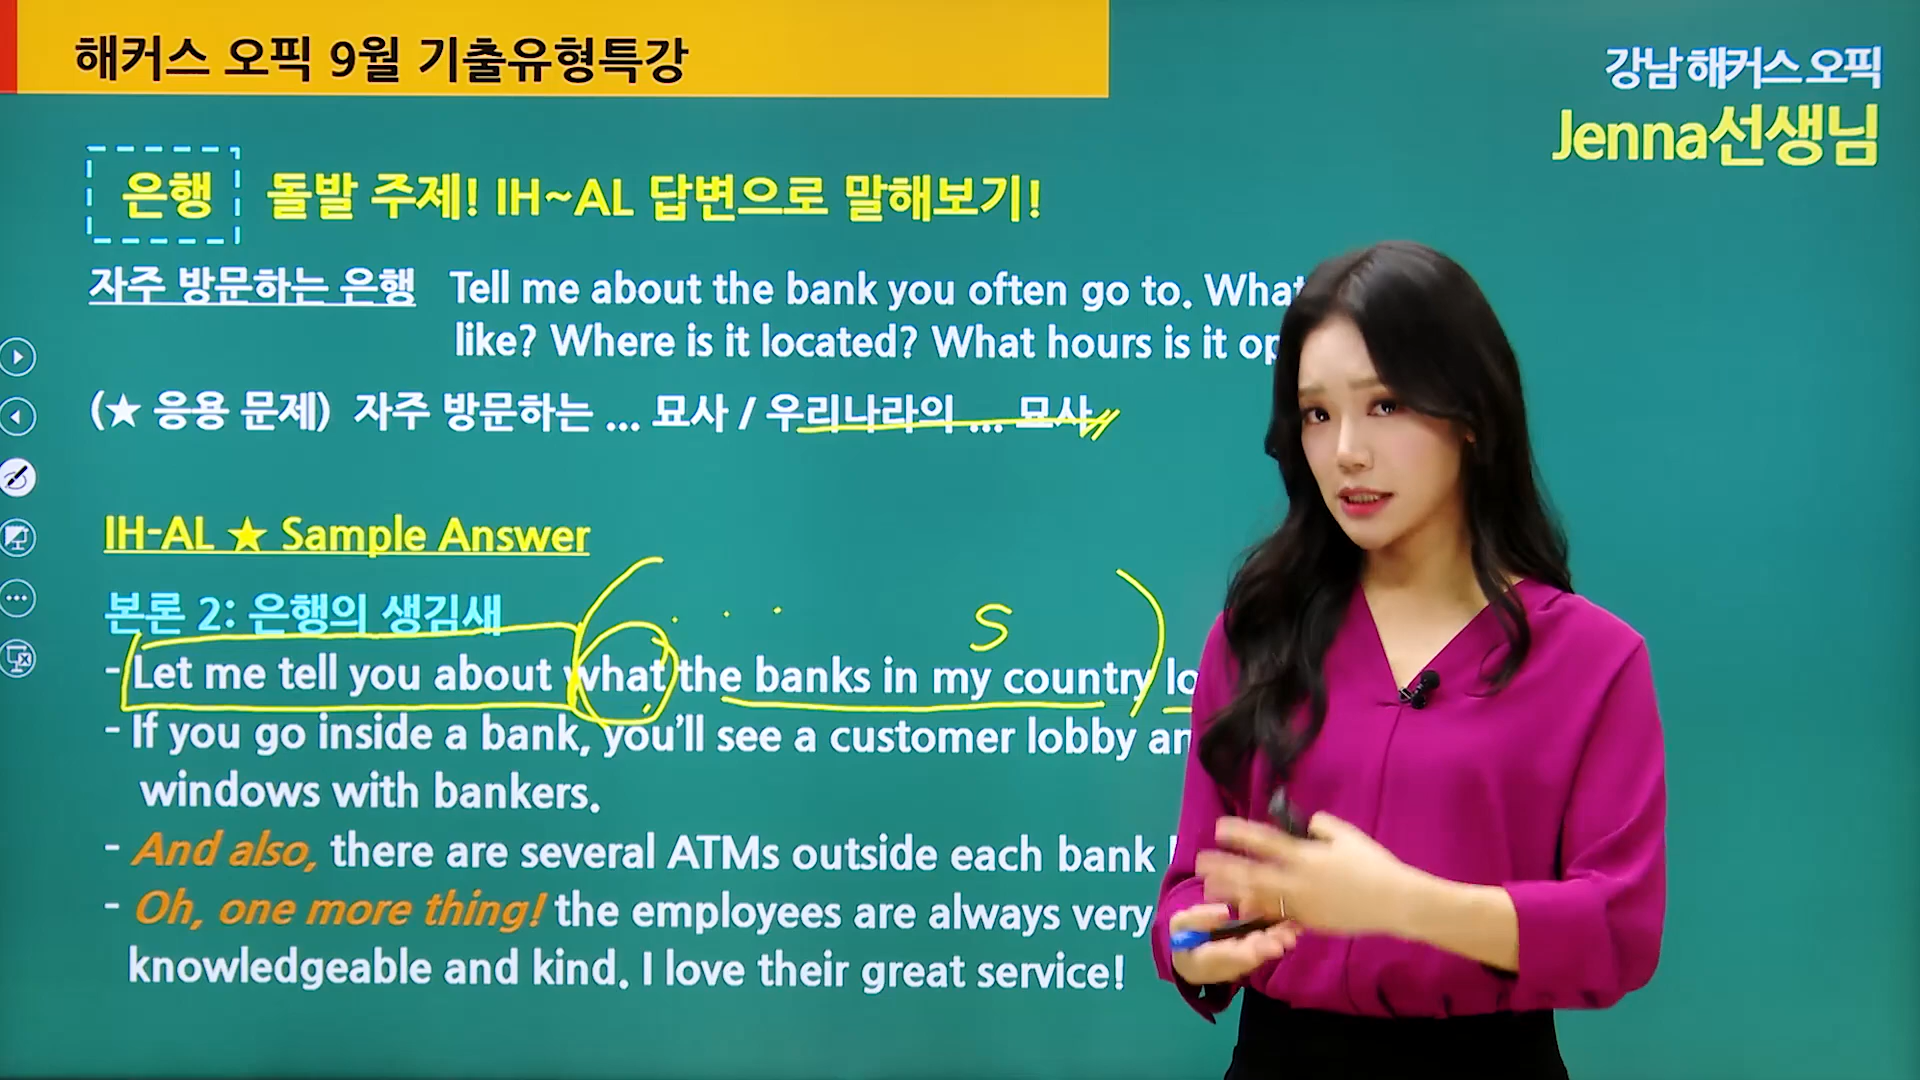 해커스 오픽 9월 기출유형특강
강남 해커스 오픽
Jenna선생님
은행 돌발 주제! IH~AL 답변으로 말해보기!
자주 방문하는 은행 Tell me about the bank you often go to. What
like? Where is it located? What hours is it
(★ 응용 문제) 자주 방문하는 ... 묘사 / 우리나라의 ... 묘사
IH-AL ★ Sample Answer
본론 2: 은행의 생김새
S
- Let me tell you about what the banks in my country
- If you go inside a bank, you'll see a customer lobby
windows with bankers.
- And also, there are several ATMs outside each bank
- Oh, one more thing! the employees are always very
knowledgeable and kind. I love their great service!